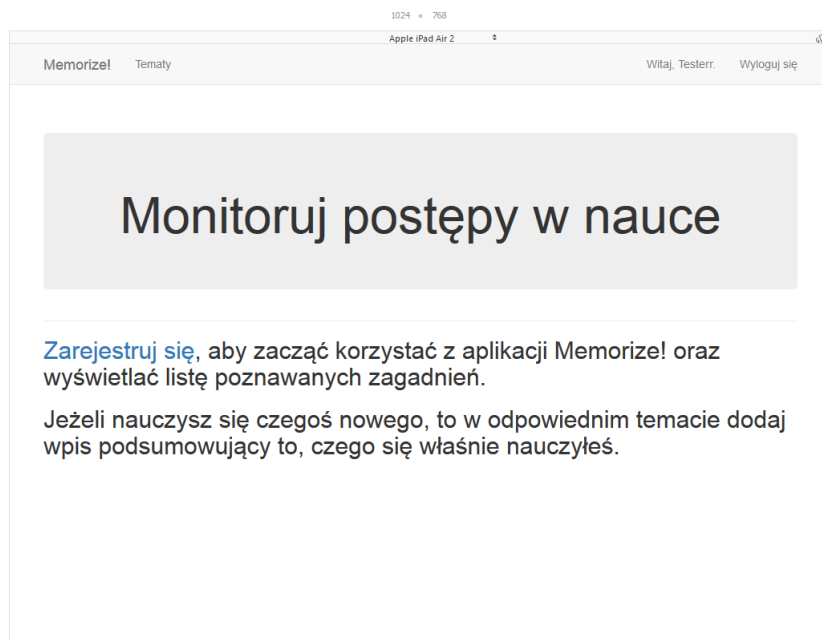 1024 × 768
Apple iPad Air 2
Memorize! Tematy Witaj, Testerr. Wyloguj się
Monitoruj postępy w nauce
Zarejestruj się, aby zacząć korzystać z aplikacji Memorize! oraz
wyświetlać listę poznawanych zagadnień.
Jeżeli nauczysz się czegoś nowego, to w odpowiednim temacie dodaj
wpis podsumowujący to, czego się właśnie nauczyłeś.